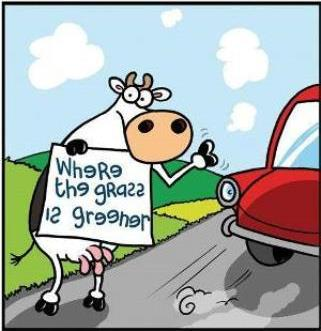 WheRe
the gRass
is greener